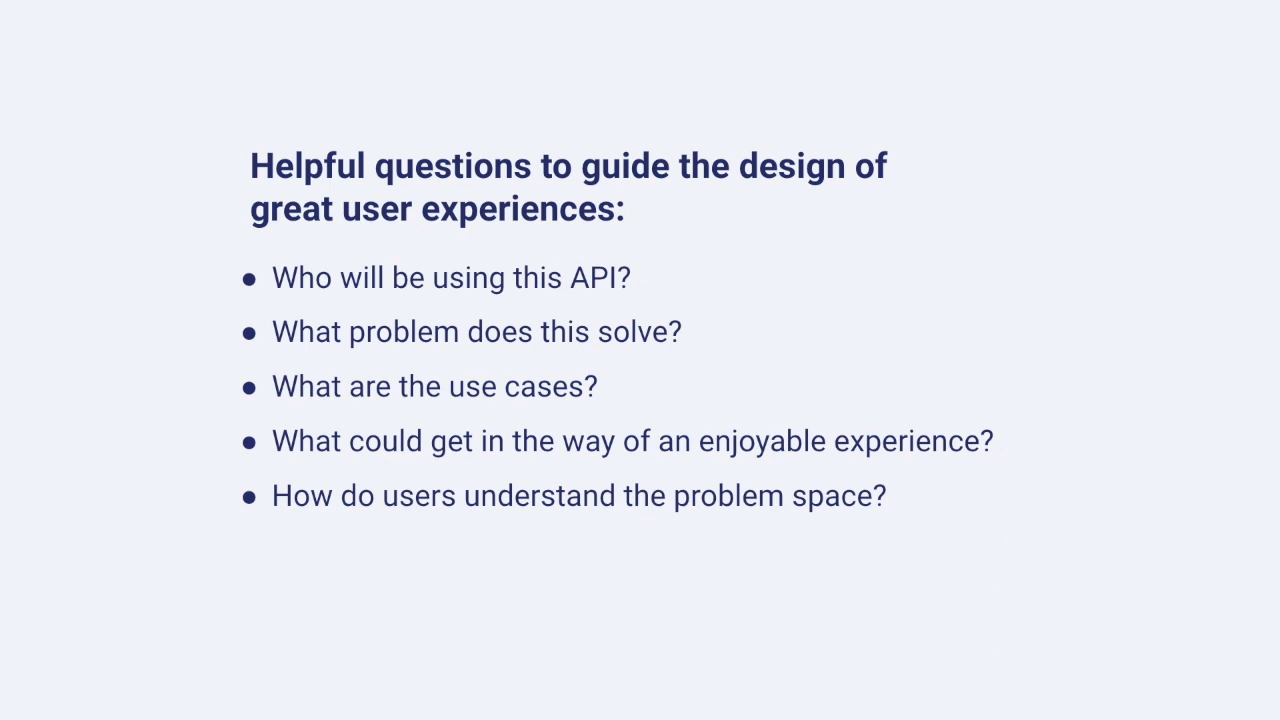 Helpful questions to guide the design of
great user experiences:
● Who will be using this API?
● What problem does this solve?
● What are the use cases?
● What could get in the way of an enjoyable experience?
● How do users understand the problem space?